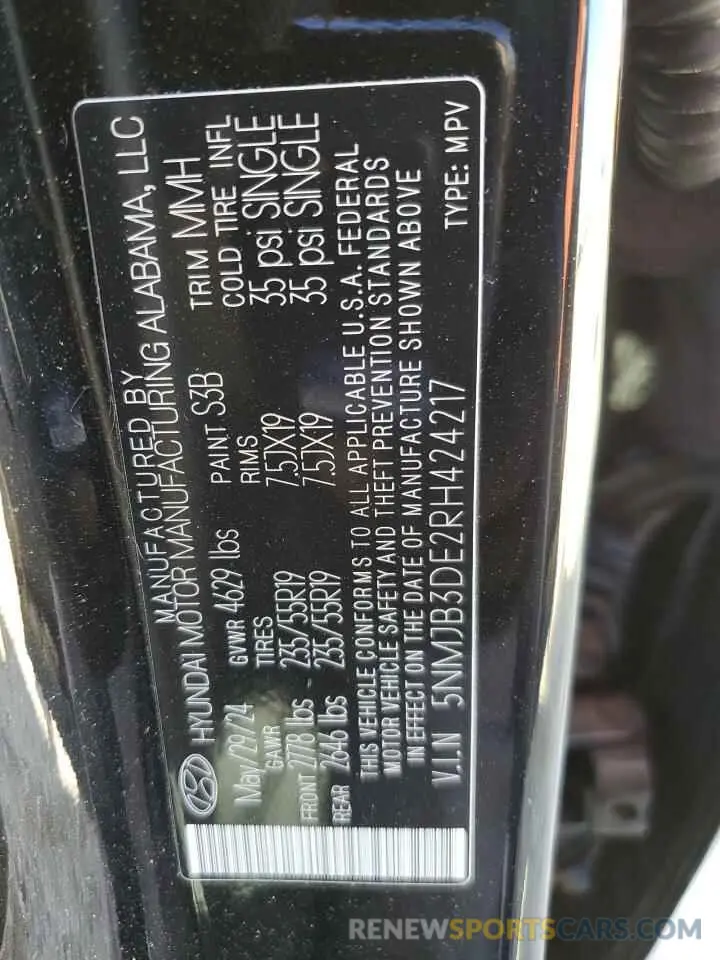 MANUFACTURED BY
HYUNDAI MOTOR MANUFACTURING ALABAMA, LLC
May/29/24 GVWR 4629 lbs PAINT S3B TRIM MMH
GAWR TIRES RIMS COLD TIRE INFL
FRONT 2778 lbs 235/55R19 7.5JX19 35 psi SINGLE
REAR 2646 lbs 235/55R19 7.5JX19 35 psi SINGLE
THIS VEHICLE CONFORMS TO ALL APPLICABLE U.S.A. FEDERAL
MOTOR VEHICLE SAFETY AND THEFT PREVENTION STANDARDS
IN EFFECT ON THE DATE OF MANUFACTURE SHOWN ABOVE
V.I.N 5NMJB3DE2RH424217 TYPE: MPV
RENEWSPORTSCARS.COM